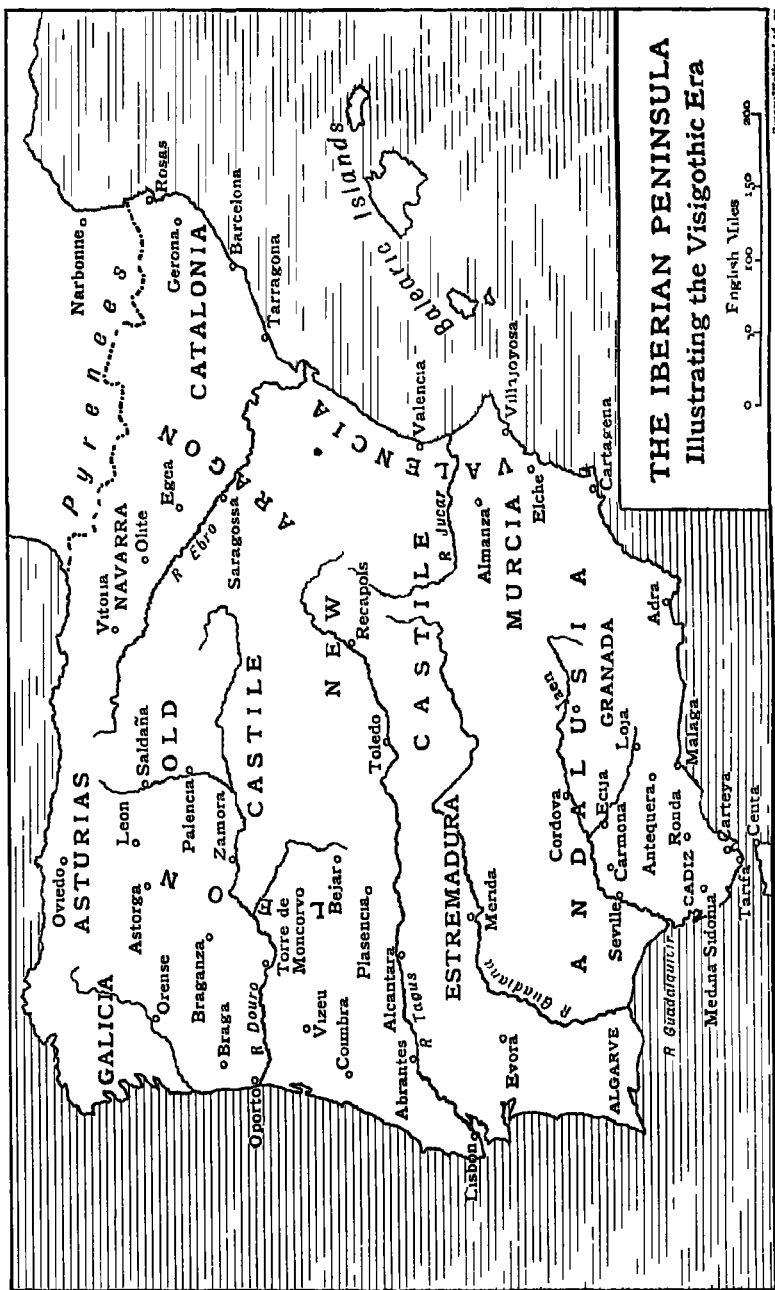 THE IBERIAN PENINSULA
Illustrating the Visigothic Era
English Miles
0 50 100 150 200
Pyrenees
Narbonne
Rosas
Gerona
CATALONIA
Barcelona
Tarragona
Balearic Islands
Oviedo
ASTURIAS
GALICIA
Leon
Saldaña
Astorga
Orense
Palencia
Braganza
Braga
Zamora
Oporto
R Douro
Torre de Moncorvo
LEON
OLD CASTILE
Vitoria
NAVARRA
Olite
Egea
R Ebro
Saragossa
ARAGON
Vizeu
Coimbra
Bejar
Plasencia
Alcantara
Abrantes
R Tagus
Toledo
NEW CASTILE
Recapols
R Jucar
VALENCIA
Valencia
Almanza
Villajoyosa
Elche
MURCIA
Cartagena
ESTREMADURA
Merida
R Guadiana
Lisbon
Evora
ALGARVE
ANDALUSIA
Cordova
Jaen
Seville
Carmona
Ecija
GRANADA
Loja
Antequera
Adra
Malaga
Ronda
CADIZ
R Guadalquitir
Medina Sidonia
Carteya
Tarifa
Ceuta